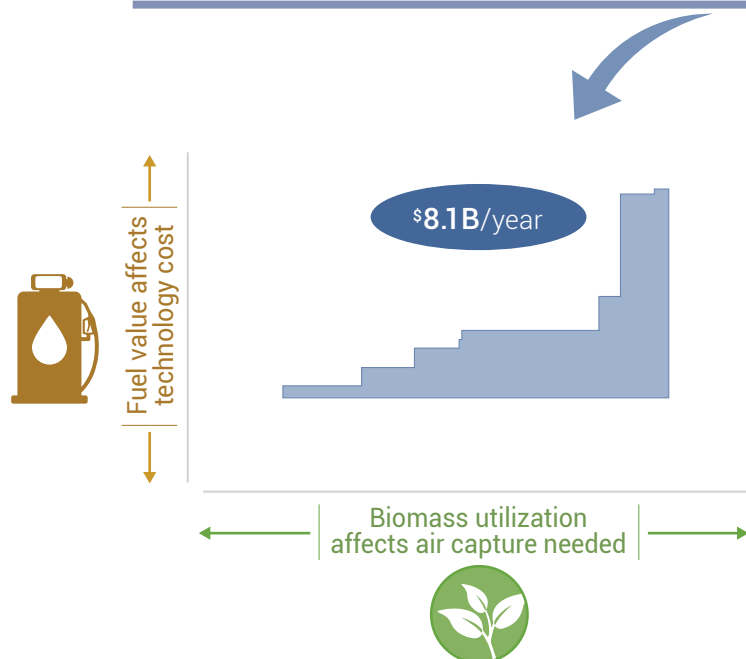 $8.1B/year
Fuel value affects
technology cost
Biomass utilization
affects air capture needed